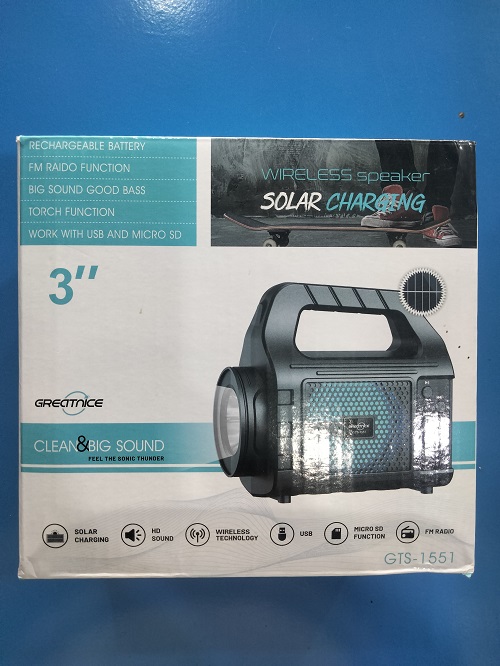 RECHARGEABLE BATTERY
FM RAIDO FUNCTION
BIG SOUND GOOD BASS
TORCH FUNCTION
WORK WITH USB AND MICRO SD
WIRELESS speaker
SOLAR CHARGING
3"
GREATNICE
GREATNICE
CLEAN&BIG SOUND
FEEL THE SONIC THUNDER
SOLAR
CHARGING
HD
SOUND
WIRELESS
TECHNOLOGY
USB
MICRO SD
FUNCTION
FM RADIO
GTS-1551